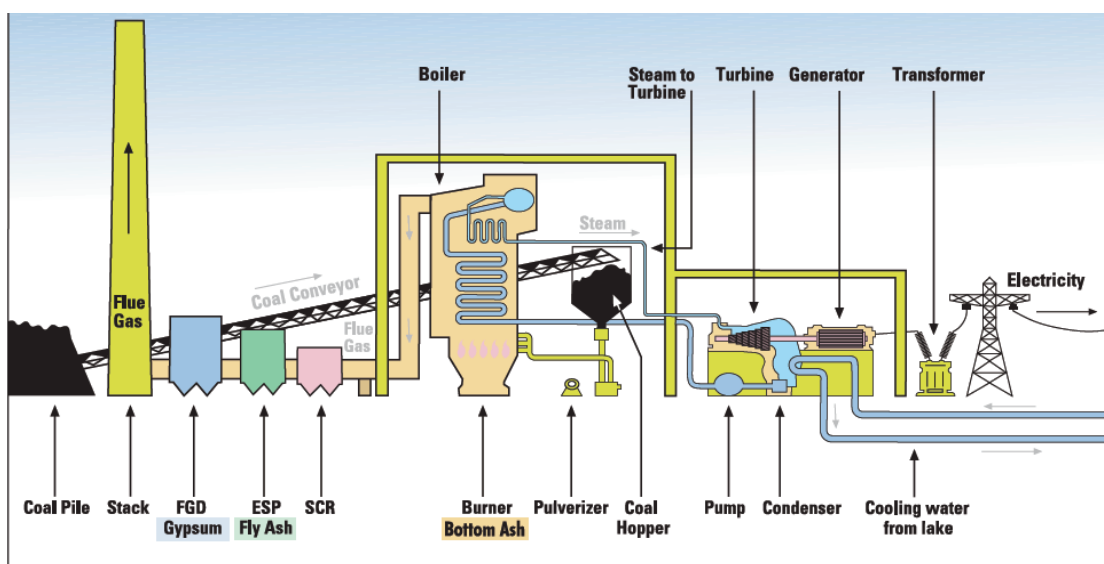 Boiler
Steam to
Turbine
Turbine
Generator
Transformer
Steam
Coal Conveyor
Flue
Gas
Flue
Gas
Electricity
Coal Pile
Stack
FGD
Gypsum
ESP
Fly Ash
SCR
Burner
Bottom Ash
Pulverizer
Coal
Hopper
Pump
Condenser
Cooling water
from lake